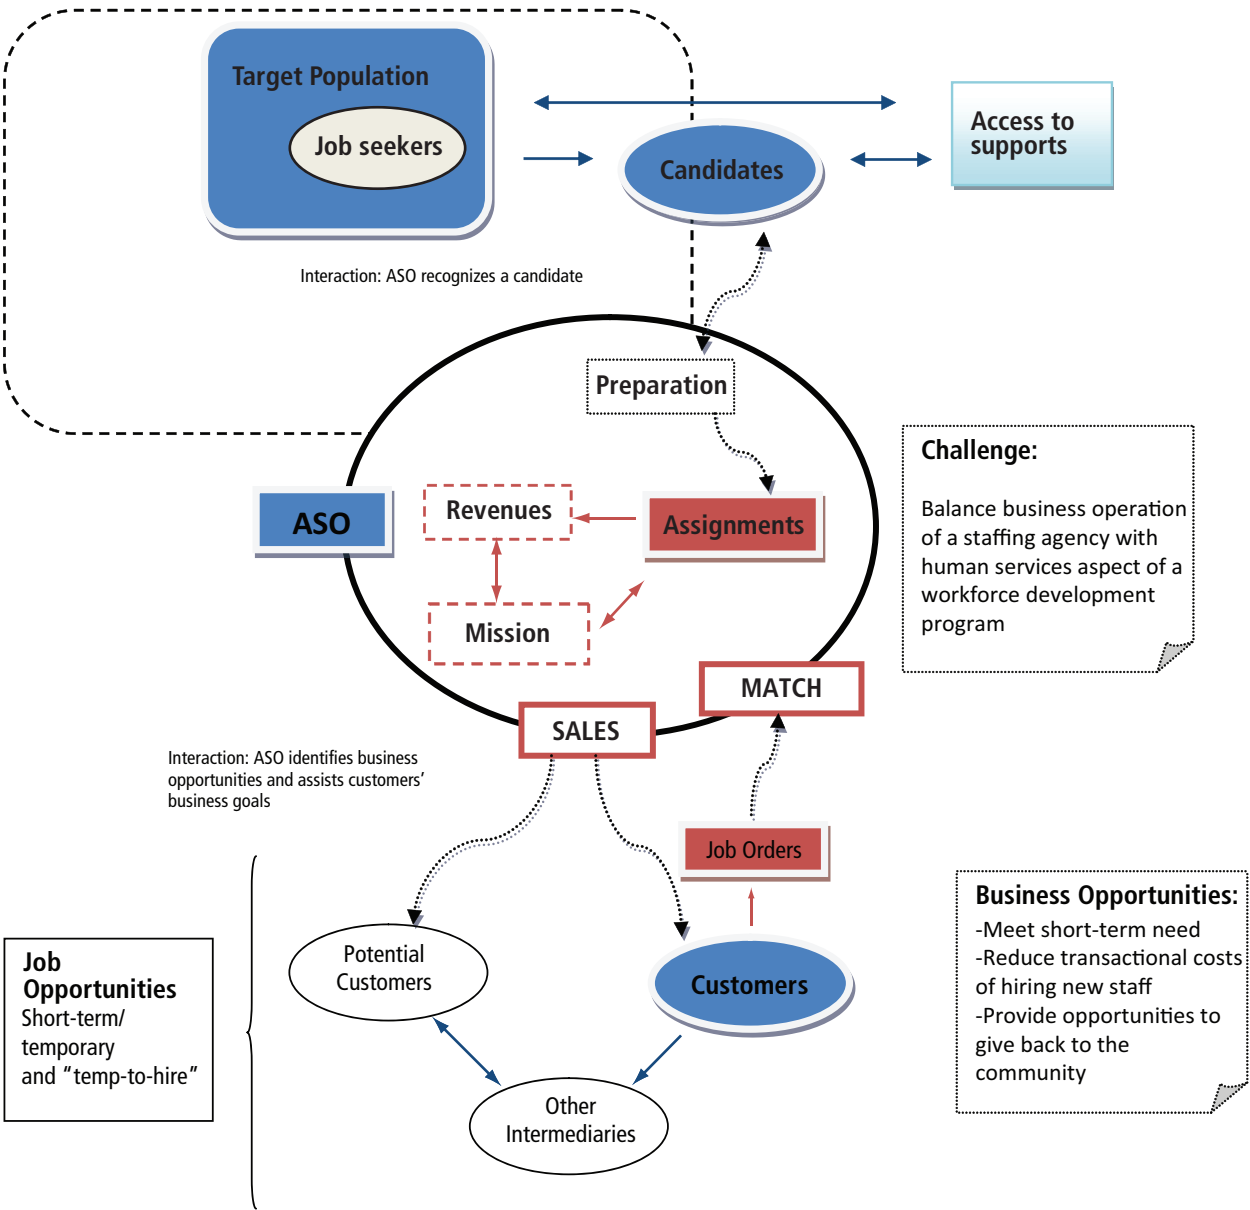 Target Population
Job seekers
Candidates
Access to
supports
Interaction: ASO recognizes a candidate
Preparation
Challenge:
Balance business operation
of a staffing agency with
human services aspect of a
workforce development
program
ASO
Revenues
Assignments
Mission
MATCH
SALES
Interaction: ASO identifies business
opportunities and assists customers’
business goals
Job Orders
Business Opportunities:
-Meet short-term need
-Reduce transactional costs
of hiring new staff
-Provide opportunities to
give back to the
community
Potential
Customers
Customers
Job
Opportunities
Short-term/
temporary
and “temp-to-hire”
Other
Intermediaries